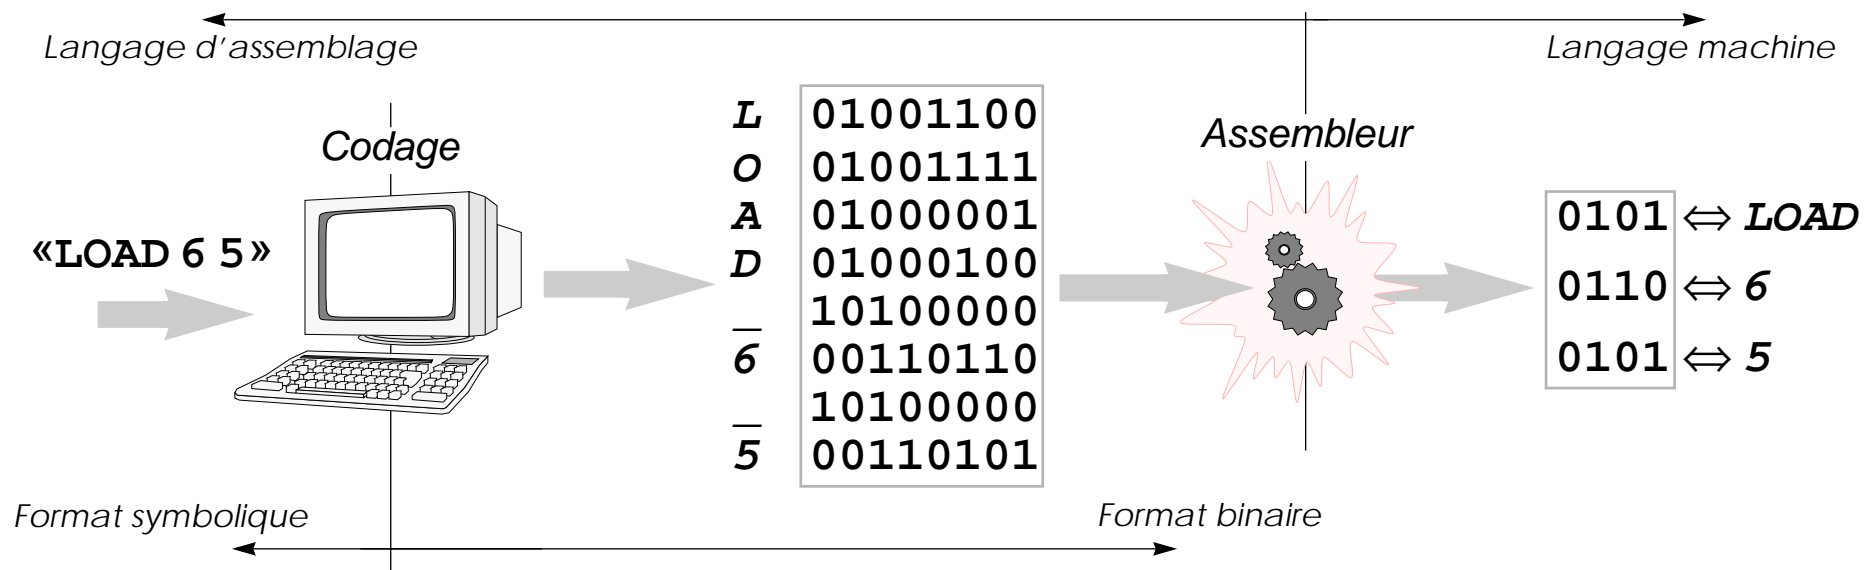 Langage d'assemblage
Langage machine
Codage
Assembleur
«LOAD 6 5»
L 01001100
O 01001111
A 01000001
D 01000100
_ 10100000
6 00110110
_ 10100000
5 00110101
0101 ⇔ LOAD
0110 ⇔ 6
0101 ⇔ 5
Format symbolique
Format binaire